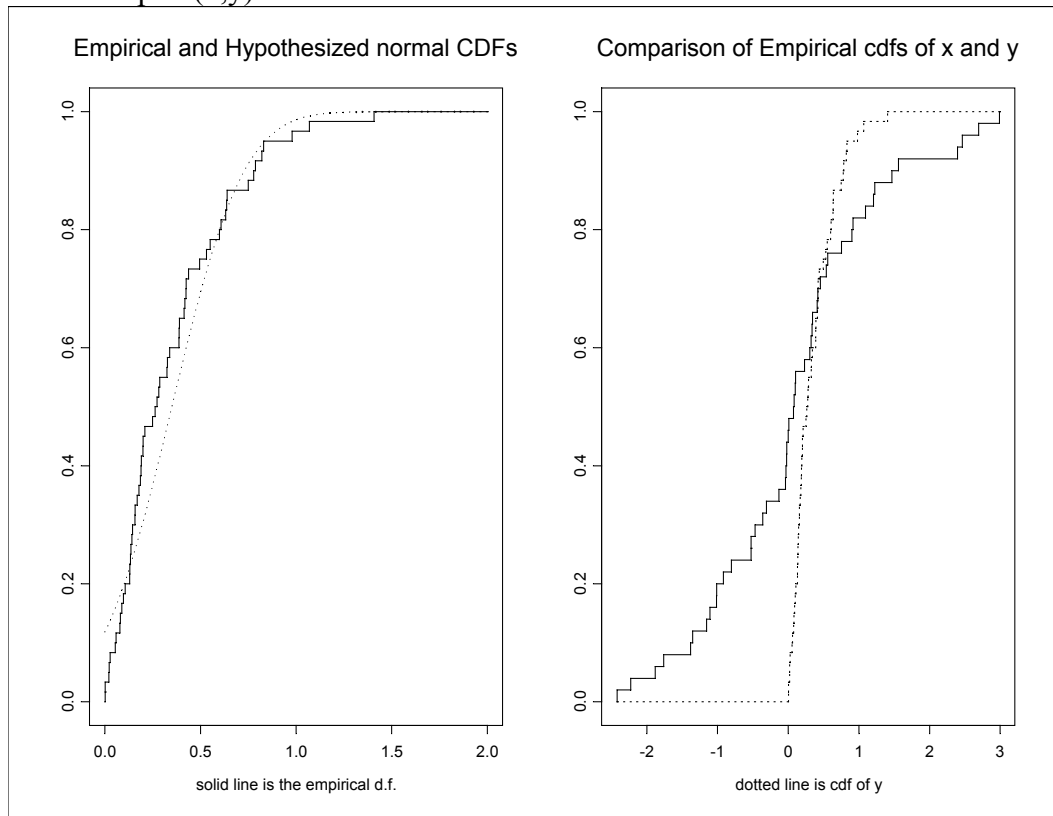 Empirical and Hypothesized normal CDFs
1.0
0.8
0.6
0.4
0.2
0.0
0.0 0.5 1.0 1.5 2.0
solid line is the empirical d.f.
Comparison of Empirical cdfs of x and y
1.0
0.8
0.6
0.4
0.2
0.0
-2 -1 0 1 2 3
dotted line is cdf of y